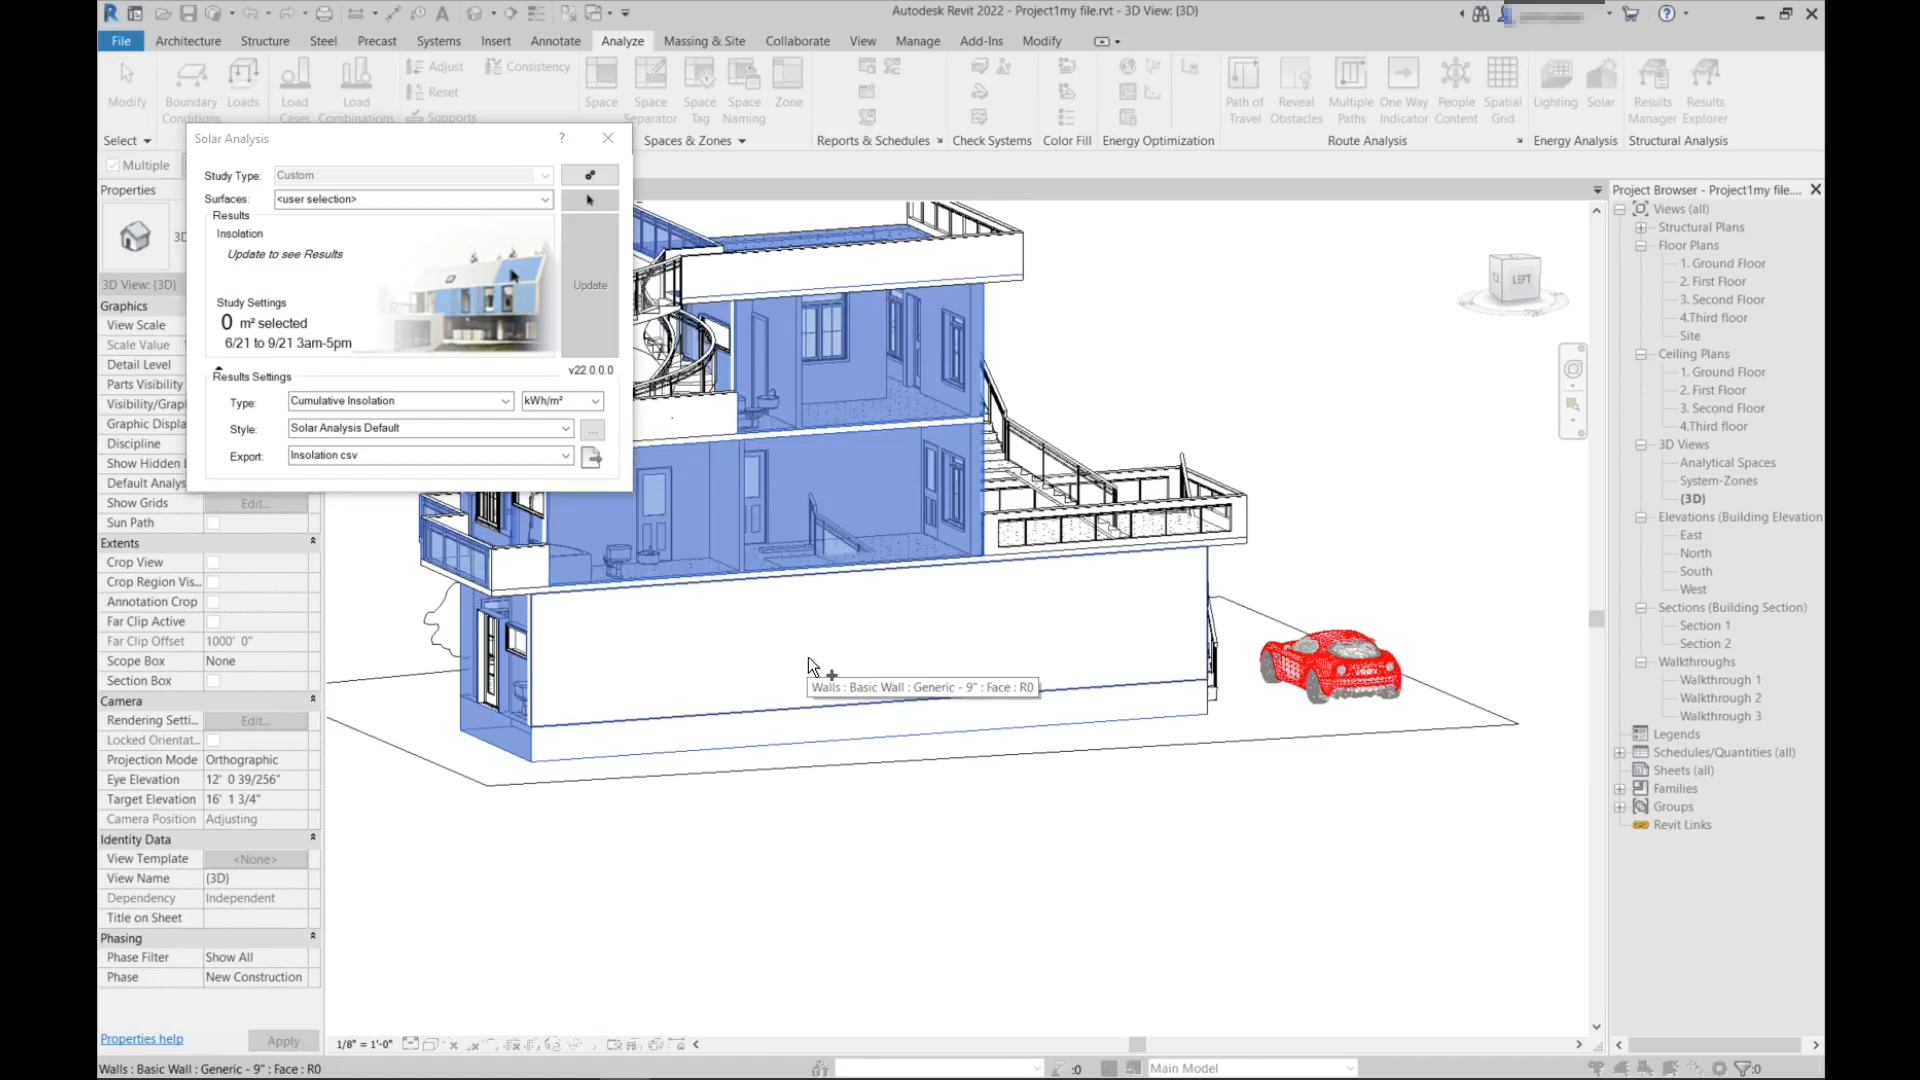 Autodesk Revit 2022 - Project1my file.rvt - 3D View: {3D}
File Architecture Structure Steel Precast Systems Insert Annotate Analyze Massing & Site Collaborate View Manage Add-Ins Modify
Adjust Consistency
Reset
Supports
Modify Boundary Conditions Loads Load Cases Load Combinations Space Space Separator Space Tag Space Naming Zone Path of Travel Reveal Obstacles Multiple Paths One Way Indicator People Content Spatial Grid Lighting Solar Results Manager Results Explorer
Select Spaces & Zones Reports & Schedules Check Systems Color Fill Energy Optimization Route Analysis Energy Analysis Structural Analysis
Multiple
Solar Analysis ?
Study Type: Custom
Surfaces: <user selection>
Results
Insolation
Update to see Results
Update
Study Settings
0 m² selected
6/21 to 9/21 3am-5pm
v22.0.0.0
Results Settings
Type: Cumulative Insolation kWh/m²
Style: Solar Analysis Default ...
Export: Insolation csv
Properties
3D
3D View: {3D}
Graphics
View Scale
Scale Value
Detail Level
Parts Visibility
Visibility/Grap
Graphic Displa
Discipline
Show Hidden L
Default Analys
Show Grids Edit...
Sun Path
Extents
Crop View
Crop Region Vis...
Annotation Crop
Far Clip Active
Far Clip Offset 1000' 0"
Scope Box None
Section Box
Camera
Rendering Setti... Edit...
Locked Orientat...
Projection Mode Orthographic
Eye Elevation 12' 0 39/256"
Target Elevation 16' 1 3/4"
Camera Position Adjusting
Identity Data
View Template <None>
View Name {3D}
Dependency Independent
Title on Sheet
Phasing
Phase Filter Show All
Phase New Construction
Properties help Apply
LEFT
Walls : Basic Wall : Generic - 9" : Face : R0
Project Browser - Project1my file....
Views (all)
Structural Plans
Floor Plans
1. Ground Floor
2. First Floor
3. Second Floor
4.Third floor
Site
Ceiling Plans
1. Ground Floor
2. First Floor
3. Second Floor
4.Third floor
3D Views
Analytical Spaces
System-Zones
{3D}
Elevations (Building Elevation
East
North
South
West
Sections (Building Section)
Section 1
Section 2
Walkthroughs
Walkthrough 1
Walkthrough 2
Walkthrough 3
Legends
Schedules/Quantities (all)
Sheets (all)
Families
Groups
Revit Links
1/8" = 1'-0"
Walls : Basic Wall : Generic - 9" : Face : R0 :0 Main Model :0